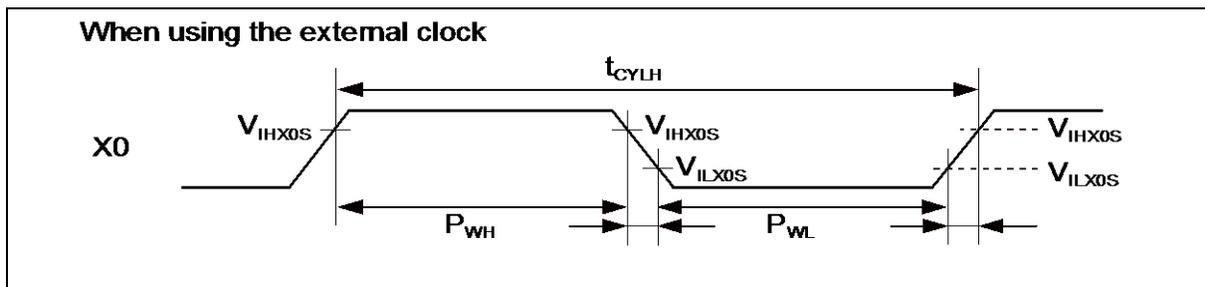 When using the external clock
tCYLH
VIHX0S
VIHX0S
VIHX0S
X0
VILX0S
VILX0S
PWH
PWL